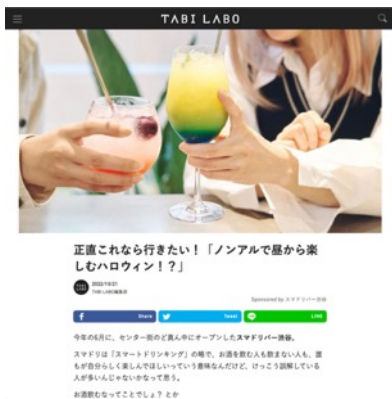 TABI LABO
正直これなら行きたい！「ノンアルで昼から楽
しむハロウィン！？」
2022/10/21
TABI LABO編集部
Sponsored by スマドリバー渋谷
Share
Tweet
LINE
今年の6月に、センター街のど真ん中にオープンしたスマドリバー渋谷。
スマドリは「スマートドリンキング」の略で、お酒を飲む人も飲まない人も、誰
もが自分らしく楽しんでほしいっていう意味なんだけど、けっこう誤解している
人が多いんじゃないかなって思う。
お酒飲むなってことでしょ？ とか